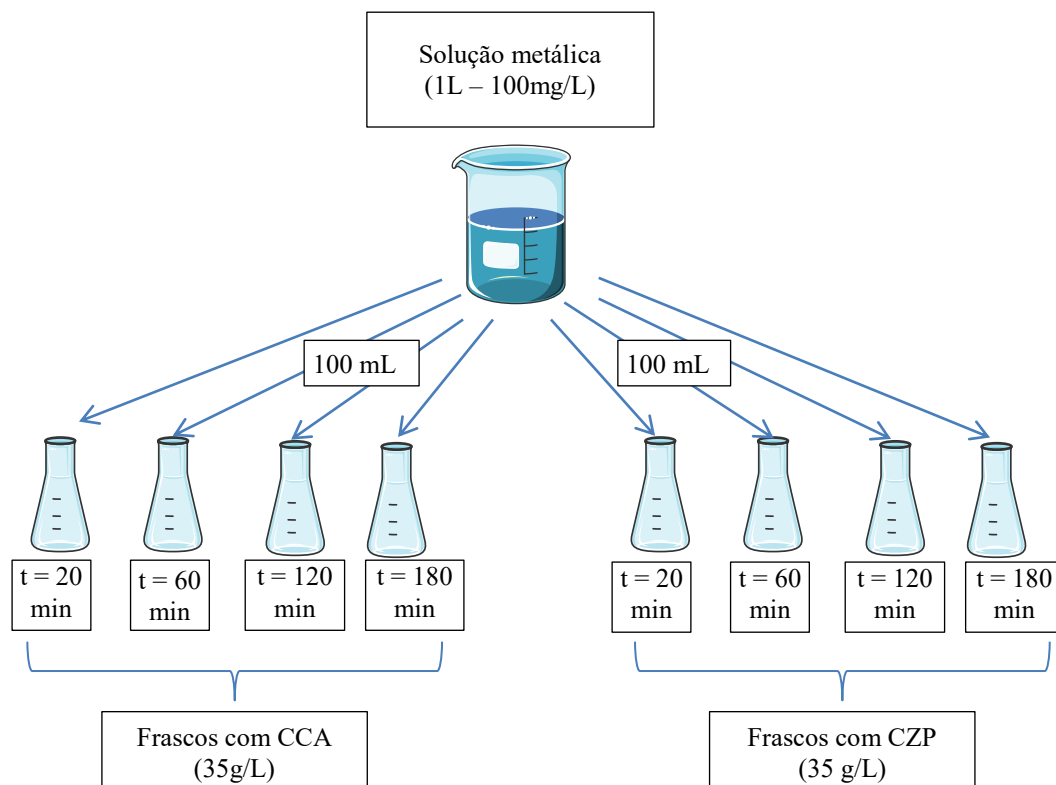 Solução metálica
(1L – 100mg/L)
100 mL
100 mL
t = 20
min
t = 60
min
t = 120
min
t = 180
min
t = 20
min
t = 60
min
t = 120
min
t = 180
min
Frascos com CCA
(35g/L)
Frascos com CZP
(35 g/L)